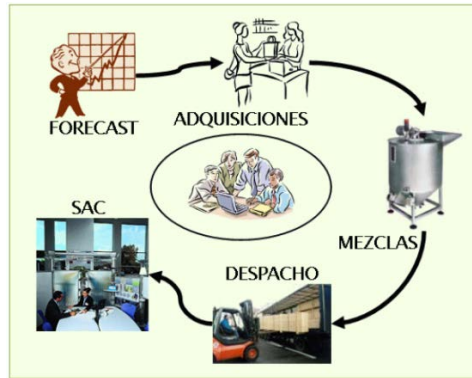 FORECAST
ADQUISICIONES
MEZCLAS
DESPACHO
SAC